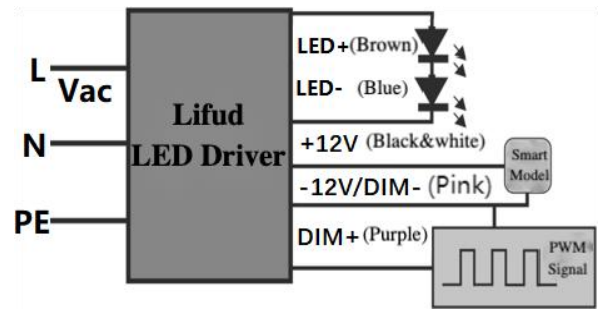 L
Vac
N
PE
Lifud
LED Driver
LED+(Brown)
LED- (Blue)
+12V (Black&white)
-12V/DIM- (Pink)
DIM+(Purple)
Smart
Model
PWM
Signal